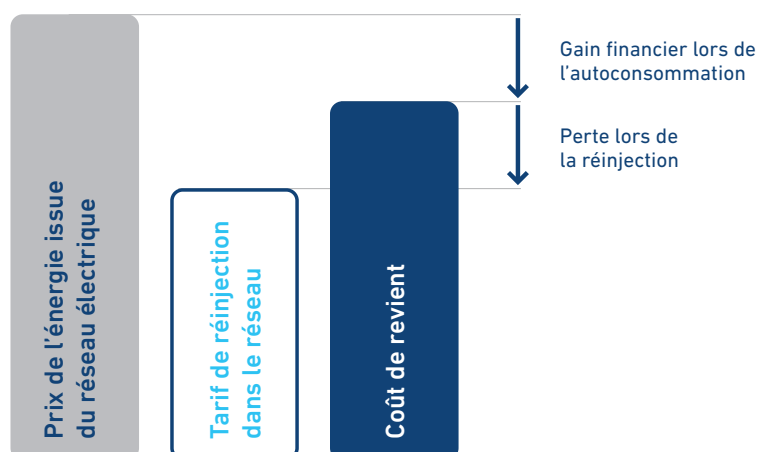 Gain financier lors de
l'autoconsommation
Perte lors de
la réinjection
Prix de l'énergie issue
du réseau électrique
Tarif de réinjection
dans le réseau
Coût de revient